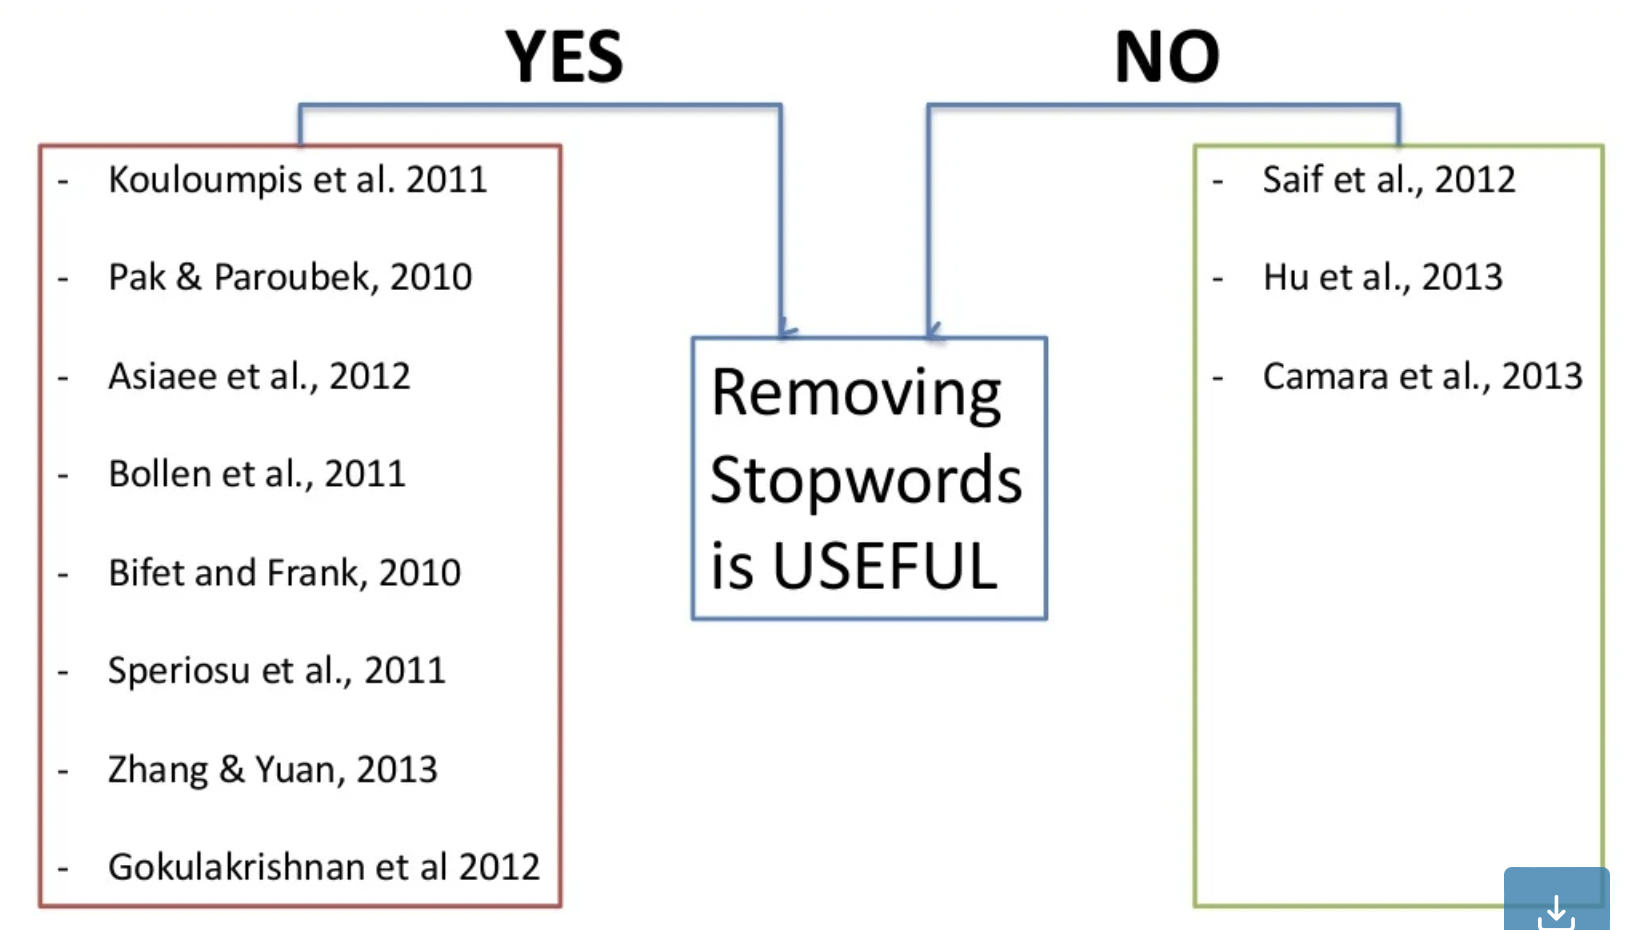 YES
NO
- Kouloumpis et al. 2011
- Pak & Paroubek, 2010
- Asiaee et al., 2012
- Bollen et al., 2011
- Bifet and Frank, 2010
- Speriosu et al., 2011
- Zhang & Yuan, 2013
- Gokulakrishnan et al 2012
Removing
Stopwords
is USEFUL
- Saif et al., 2012
- Hu et al., 2013
- Camara et al., 2013